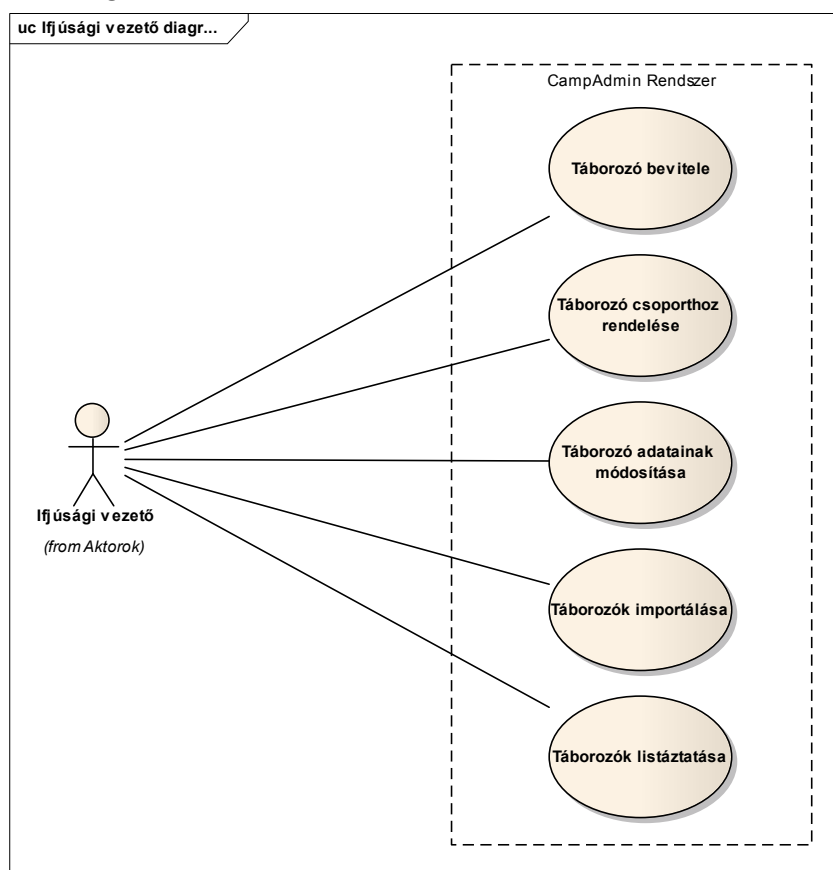 uc Ifjúsági vezető diagr...
CampAdmin Rendszer
Táborozó bevitele
Táborozó csoporthoz
rendelése
Táborozó adatainak
módosítása
Ifjúsági vezető
(from Aktorok)
Táborozók importálása
Táborozók listáztatása